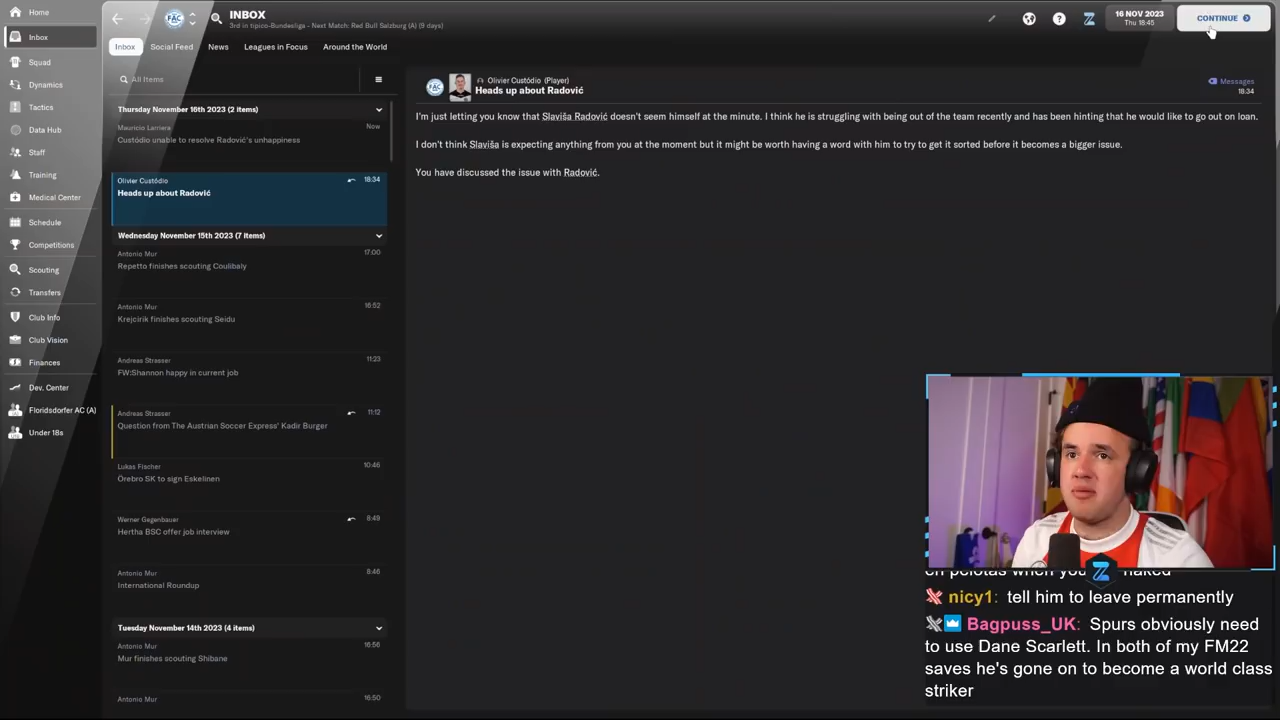 Home
Inbox
Squad
Dynamics
Tactics
Data Hub
Staff
Training
Medical Center
Schedule
Competitions
Scouting
Transfers
Club Info
Club Vision
Finances
Dev. Center
Floridsdorfer AC (A)
Under 18s
FAC
INBOX
3rd in tipico-Bundesliga - Next Match: Red Bull Salzburg (A) (9 days)
16 NOV 2023
Thu 18:45
CONTINUE
Inbox
Social Feed
News
Leagues in Focus
Around the World
All Items
Thursday November 16th 2023 (2 items)
Mauricio Larriera
Now
Custódio unable to resolve Radović's unhappiness
Olivier Custódio
18:34
Heads up about Radović
Wednesday November 15th 2023 (7 items)
Antonio Mur
17:00
Repetto finishes scouting Coulibaly
Antonio Mur
16:52
Krejcirik finishes scouting Seidu
Andreas Strasser
11:23
FW:Shannon happy in current job
Andreas Strasser
11:12
Question from The Austrian Soccer Express' Kadir Burger
Lukas Fischer
10:46
Örebro SK to sign Eskelinen
Werner Gegenbauer
8:49
Hertha BSC offer job interview
Antonio Mur
8:46
International Roundup
Tuesday November 14th 2023 (4 items)
Antonio Mur
16:56
Mur finishes scouting Shibane
Antonio Mur
16:50
FAC
Olivier Custódio (Player)
Heads up about Radović
Messages
18:34
I'm just letting you know that Slaviša Radović doesn't seem himself at the minute. I think he is struggling with being out of the team recently and has been hinting that he would like to go out on loan.
I don't think Slaviša is expecting anything from you at the moment but it might be worth having a word with him to try to get it sorted before it becomes a bigger issue.
You have discussed the issue with Radović.
en pelotas when you naked
nicy1: tell him to leave permanently
Bagpuss_UK: Spurs obviously need
to use Dane Scarlett. In both of my FM22
saves he's gone on to become a world class
striker